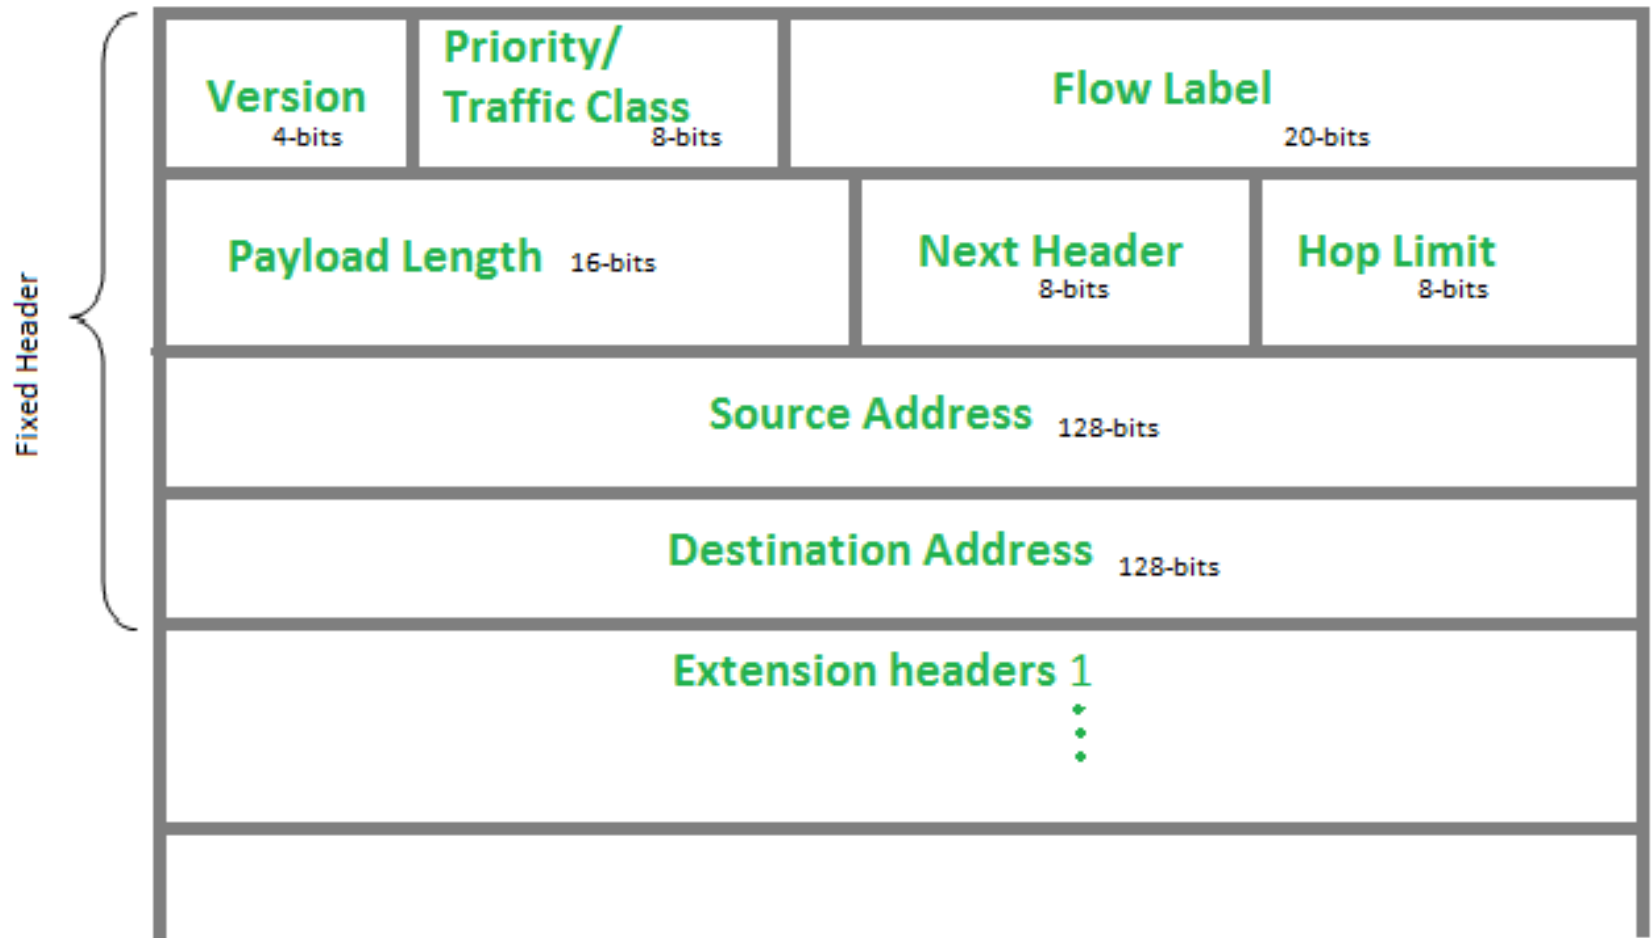 Fixed Header
Version
4-bits
Priority/
Traffic Class
8-bits
Flow Label
20-bits
Payload Length 16-bits
Next Header
8-bits
Hop Limit
8-bits
Source Address 128-bits
Destination Address 128-bits
Extension headers 1